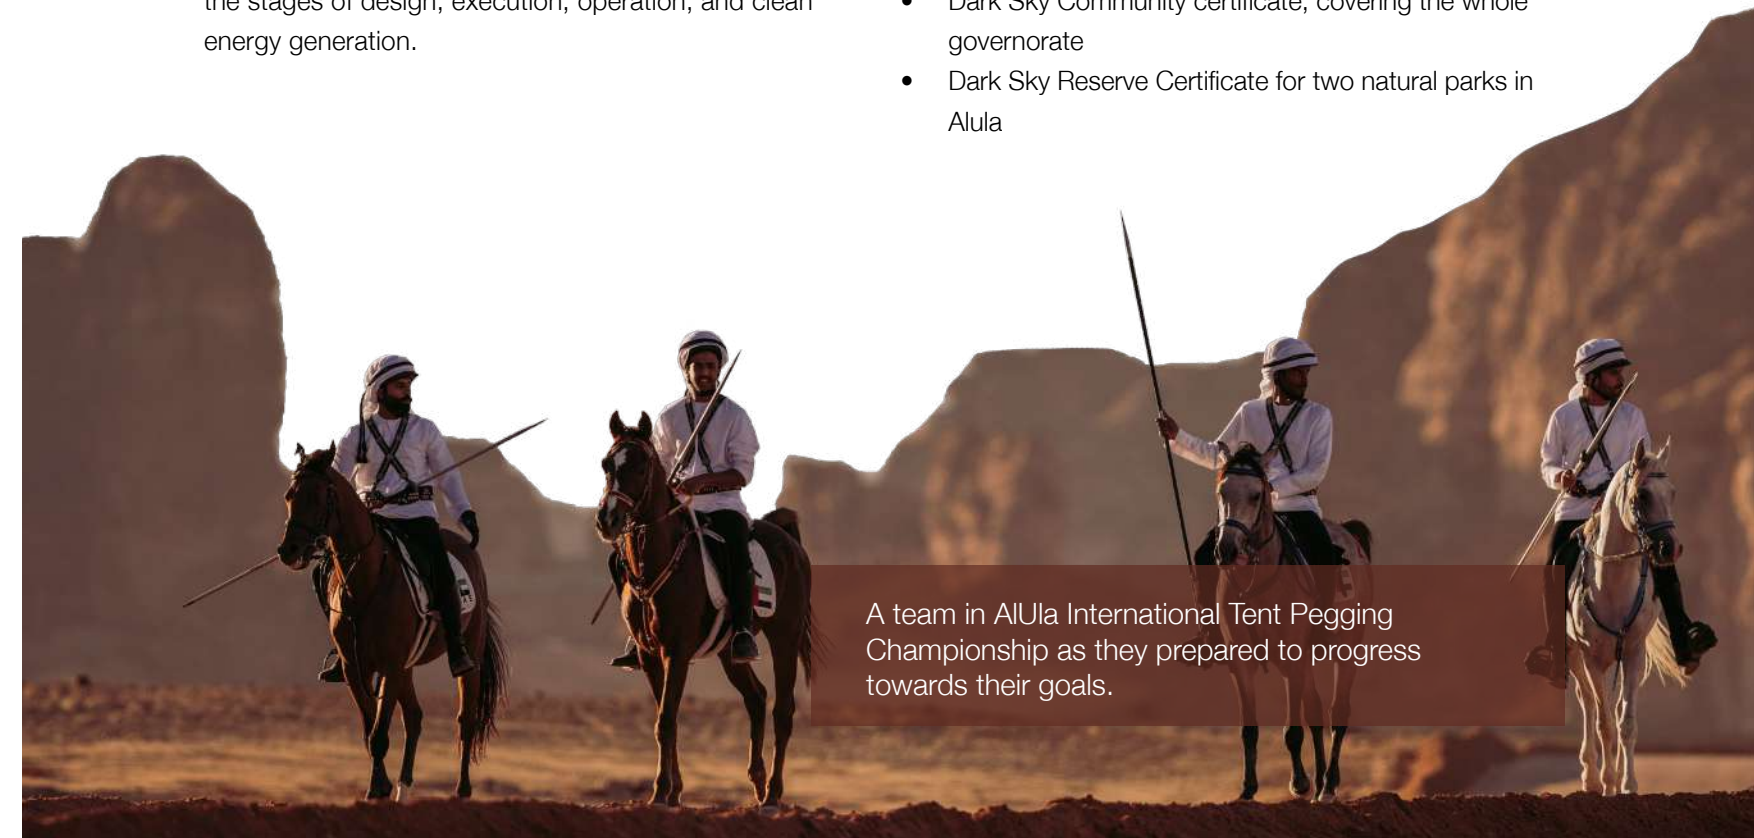 the stages of design, execution, operation, and clean
energy generation.
• Dark Sky Community certificate, covering the whole
governorate
• Dark Sky Reserve Certificate for two natural parks in
Alula
A team in AlUla International Tent Pegging
Championship as they prepared to progress
towards their goals.